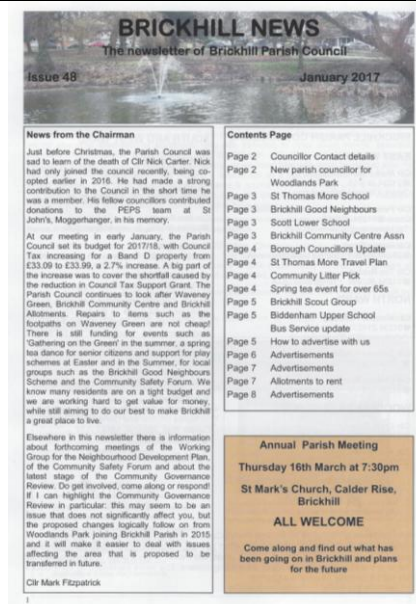 BRICKHILL NEWS
The newsletter of Brickhill Parish Council
Issue 48
January 2017
News from the Chairman
Just before Christmas, the Parish Council was
sad to learn of the death of Cllr Nick Carter. Nick
had only joined the council recently, being co-
opted earlier in 2016. He had made a strong
contribution to the Council in the short time he
was a member. His fellow councillors contributed
donations to the PEPS team at St
John's, Moggerhanger, in his memory.
At our meeting in early January, the Parish
Council set its budget for 2017/18, with Council
Tax increasing for a Band D property from
£33.09 to £33.99, a 2.7% increase. A big part of
the increase was to cover the shortfall caused by
the reduction in Council Tax Support Grant. The
Parish Council continues to look after Waveney
Green, Brickhill Community Centre and Brickhill
Allotments. Repairs to items such as the
footpaths on Waveney Green are not cheap!
There is still funding for events such as
'Gathering on the Green' in the summer, a spring
tea dance for senior citizens and support for play
schemes at Easter and in the Summer, for local
groups such as the Brickhill Good Neighbours
Scheme and the Community Safety Forum. We
know many residents are on a tight budget and
we are working hard to get value for money,
while still aiming to do our best to make Brickhill
a great place to live.
Elsewhere in this newsletter there is information
about forthcoming meetings of the Working
Group for the Neighbourhood Development Plan,
of the Community Safety Forum and about the
latest stage of the Community Governance
Review. Do get involved, come along or respond!
If I can highlight the Community Governance
Review in particular: this may seem to be an
issue that does not significantly affect you, but
the proposed changes logically follow on from
Woodlands Park joining Brickhill Parish in 2015
and it will make it easier to deal with issues
affecting the area that is proposed to be
transferred in future.
Cllr Mark Fitzpatrick
1
Contents Page
Page 2 Councillor Contact details
Page 2 New parish councillor for
Woodlands Park
Page 3 St Thomas More School
Page 3 Brickhill Good Neighbours
Page 3 Scott Lower School
Page 3 Brickhill Community Centre Assn
Page 4 Borough Councillors Update
Page 4 St Thomas More Travel Plan
Page 4 Community Litter Pick
Page 4 Spring tea event for over 65s
Page 5 Brickhill Scout Group
Page 5 Biddenham Upper School
Bus Service update
Page 5 How to advertise with us
Page 6 Advertisements
Page 7 Advertisements
Page 7 Allotments to rent
Page 8 Advertisements
Annual Parish Meeting
Thursday 16th March at 7:30pm
St Mark's Church, Calder Rise,
Brickhill
ALL WELCOME
Come along and find out what has
been going on in Brickhill and plans
for the future